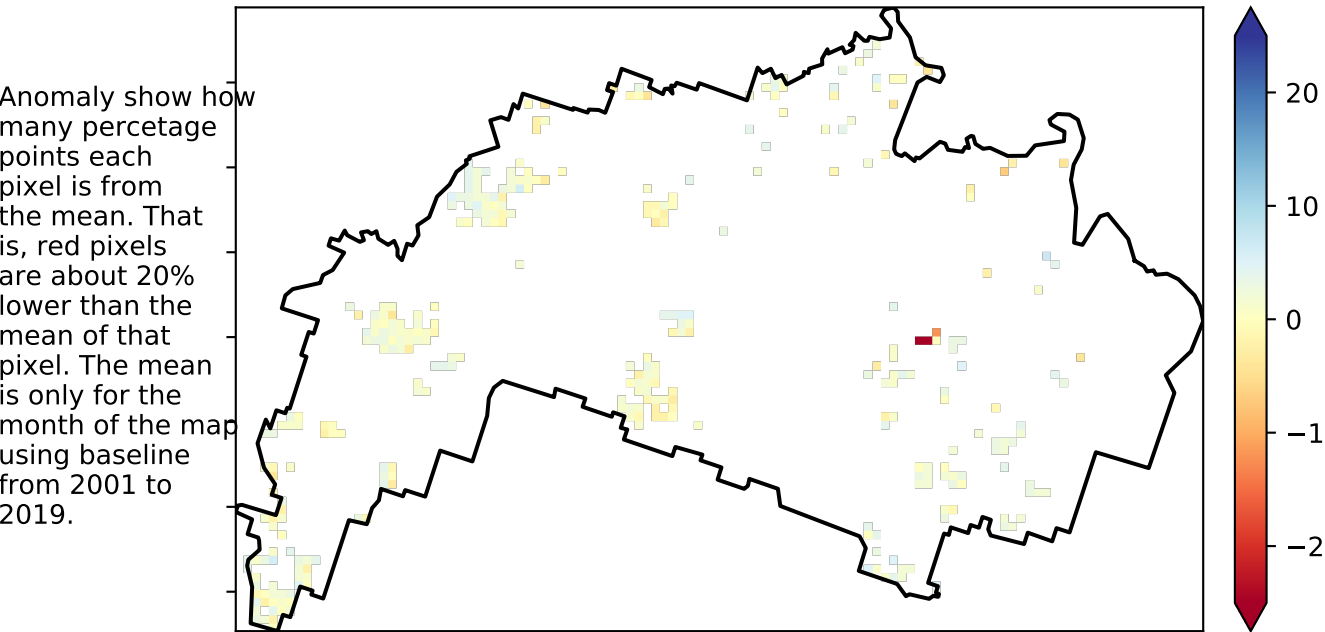 Anomaly show how
many percetage
points each
pixel is from
the mean. That
is, red pixels
are about 20%
lower than the
mean of that
pixel. The mean
is only for the
month of the map
using baseline
from 2001 to
2019.
20
10
0
−1
−2